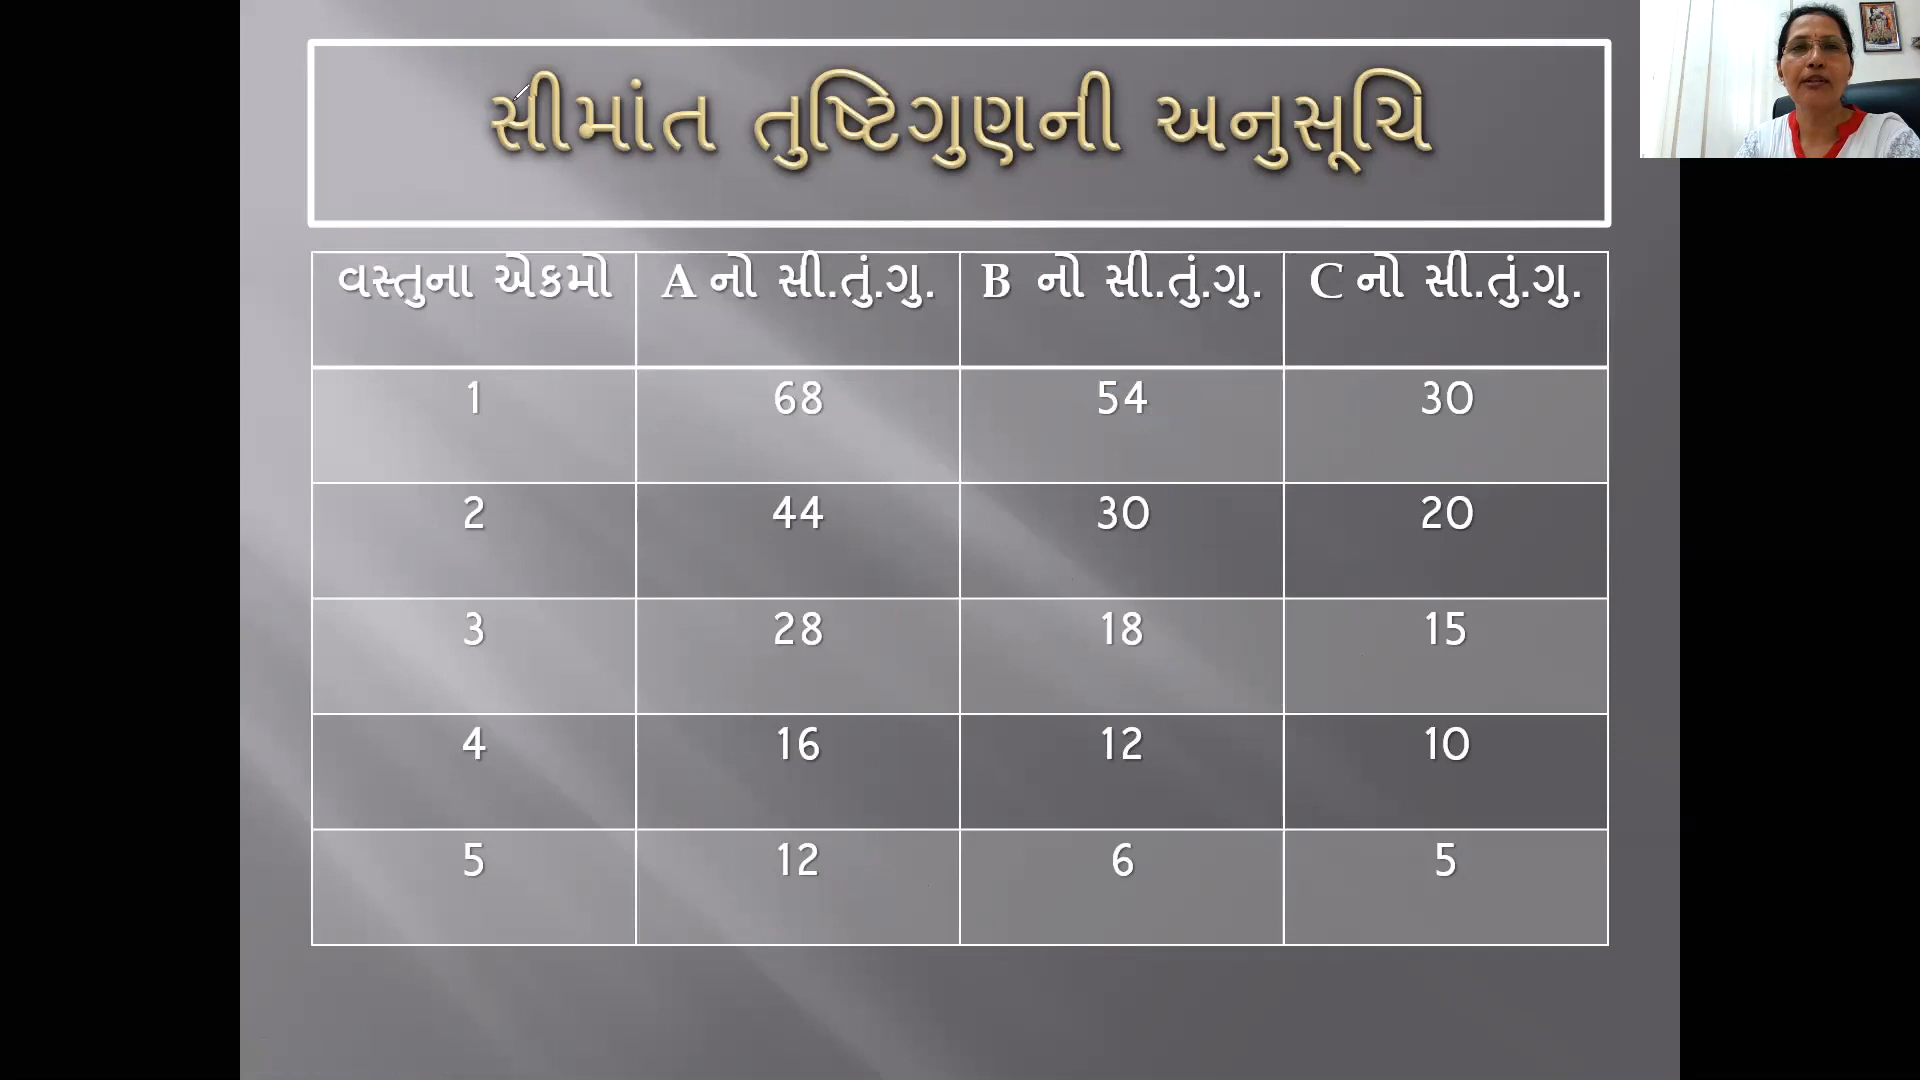 સીમાંત તુષ્ટિગુણની અનુસૂચિ
વસ્તુના એકમો A નો સી.તું.ગુ. B નો સી.તું.ગુ. C નો સી.તું.ગુ.
1 68 54 30
2 44 30 20
3 28 18 15
4 16 12 10
5 12 6 5